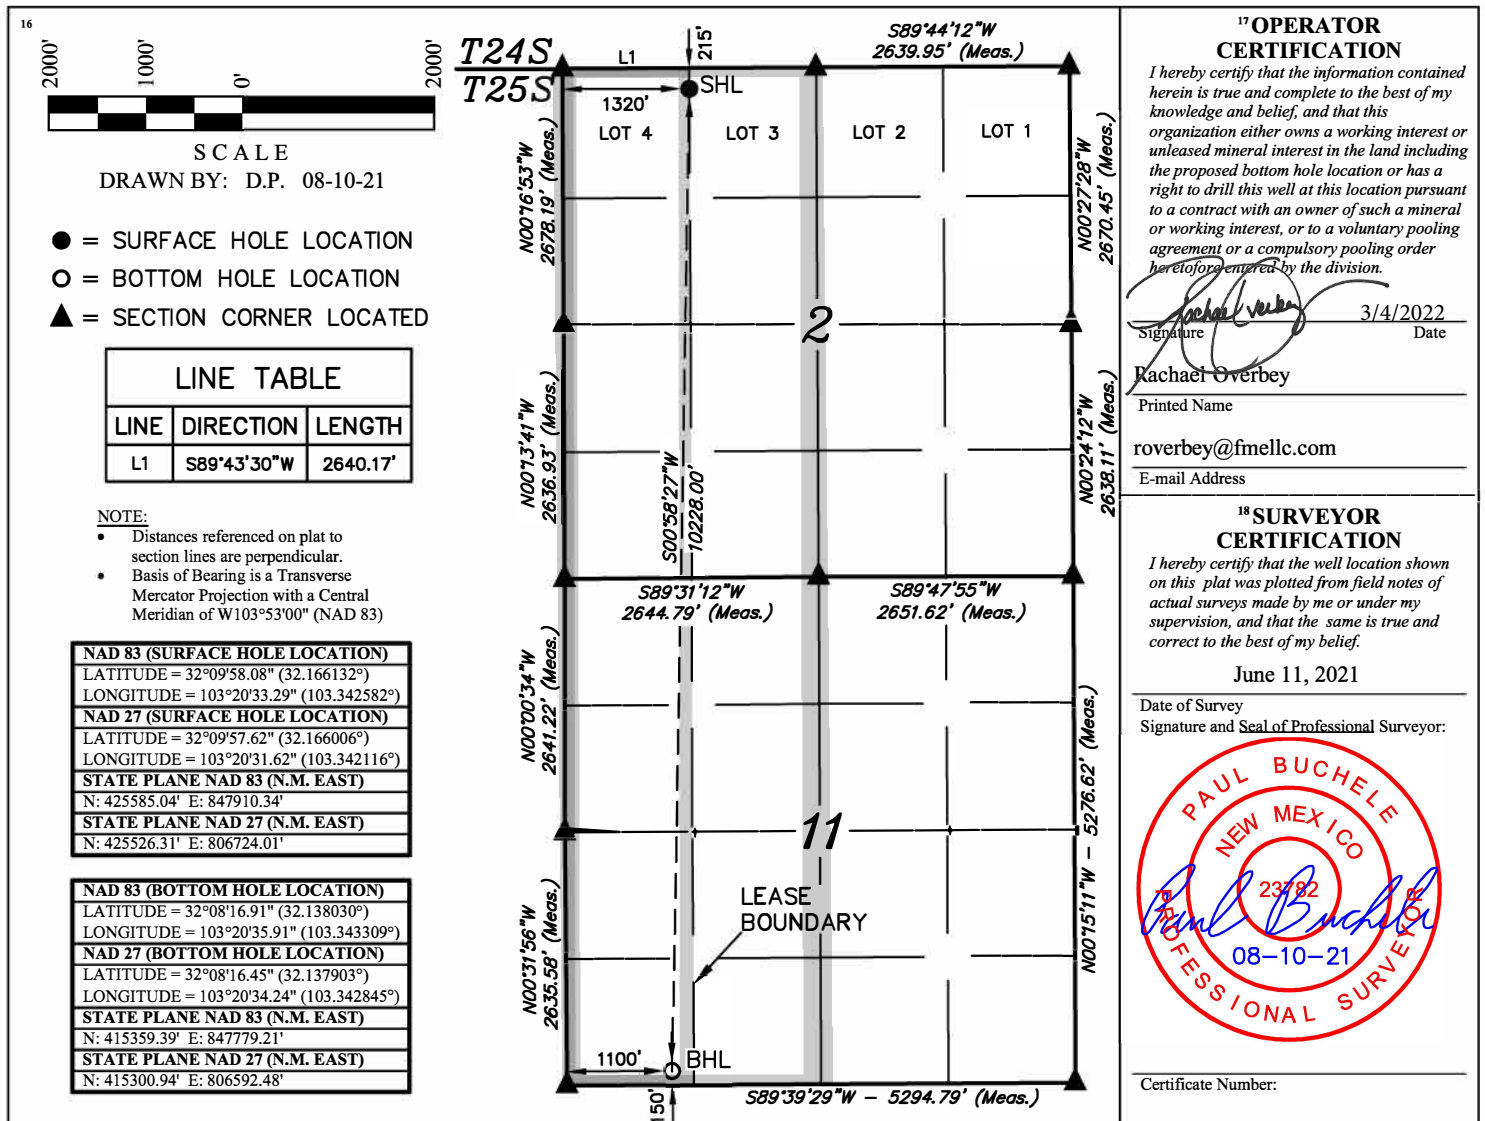 16
2000'
1000'
0'
2000'
SCALE
DRAWN BY: D.P. 08-10-21
● = SURFACE HOLE LOCATION
○ = BOTTOM HOLE LOCATION
▲ = SECTION CORNER LOCATED
LINE TABLE
LINE DIRECTION LENGTH
L1 S89°43'30"W 2640.17'
NOTE:
• Distances referenced on plat to
section lines are perpendicular.
• Basis of Bearing is a Transverse
Mercator Projection with a Central
Meridian of W103°53'00" (NAD 83)
NAD 83 (SURFACE HOLE LOCATION)
LATITUDE = 32°09'58.08" (32.166132°)
LONGITUDE = 103°20'33.29" (103.342582°)
NAD 27 (SURFACE HOLE LOCATION)
LATITUDE = 32°09'57.62" (32.166006°)
LONGITUDE = 103°20'31.62" (103.342116°)
STATE PLANE NAD 83 (N.M. EAST)
N: 425585.04' E: 847910.34'
STATE PLANE NAD 27 (N.M. EAST)
N: 425526.31' E: 806724.01'
NAD 83 (BOTTOM HOLE LOCATION)
LATITUDE = 32°08'16.91" (32.138030°)
LONGITUDE = 103°20'35.91" (103.343309°)
NAD 27 (BOTTOM HOLE LOCATION)
LATITUDE = 32°08'16.45" (32.137903°)
LONGITUDE = 103°20'34.24" (103.342845°)
STATE PLANE NAD 83 (N.M. EAST)
N: 415359.39' E: 847779.21'
STATE PLANE NAD 27 (N.M. EAST)
N: 415300.94' E: 806592.48'
T24S
T25S
L1
215'
S89°44'12"W
2639.95' (Meas.)
SHL
1320'
LOT 4
LOT 3
LOT 2
LOT 1
N00°16'53"W
2678.19' (Meas.)
N00°27'28"W
2670.45' (Meas.)
2
N00°13'41"W
2636.93' (Meas.)
S00°58'27"W
10228.00'
N00°24'12"W
2638.11' (Meas.)
S89°31'12"W
2644.79' (Meas.)
S89°47'55"W
2651.62' (Meas.)
N00°00'34"W
2641.22' (Meas.)
11
N00°15'11"W – 5276.62' (Meas.)
LEASE
BOUNDARY
N00°31'56"W
2635.58' (Meas.)
1100'
BHL
150'
S89°39'29"W – 5294.79' (Meas.)
17 OPERATOR
CERTIFICATION
I hereby certify that the information contained
herein is true and complete to the best of my
knowledge and belief, and that this
organization either owns a working interest or
unleased mineral interest in the land including
the proposed bottom hole location or has a
right to drill this well at this location pursuant
to a contract with an owner of such a mineral
or working interest, or to a voluntary pooling
agreement or a compulsory pooling order
heretofore entered by the division.
Rachael Overbey
3/4/2022
Signature Date
Rachael Overbey
Printed Name
roverbey@fmellc.com
E-mail Address
18 SURVEYOR
CERTIFICATION
I hereby certify that the well location shown
on this plat was plotted from field notes of
actual surveys made by me or under my
supervision, and that the same is true and
correct to the best of my belief.
June 11, 2021
Date of Survey
Signature and Seal of Professional Surveyor:
PAUL BUCHELE
NEW MEXICO
23782
Paul Buchele
08-10-21
PROFESSIONAL SURVEYOR
Certificate Number: